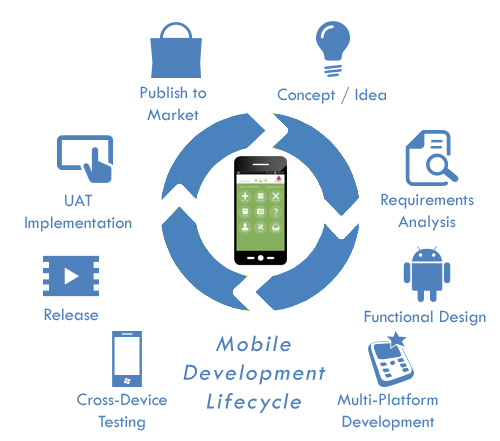 Publish to
Market
Concept / Idea
UAT
Implementation
Requirements
Analysis
Release
Functional Design
Mobile
Development
Lifecycle
Cross-Device
Testing
Multi-Platform
Development